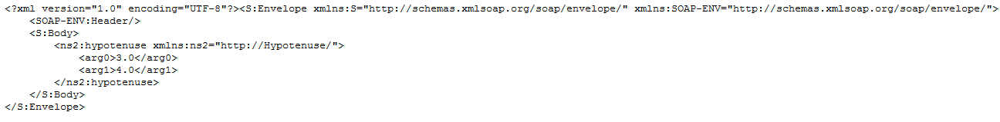 <?xml version="1.0" encoding="UTF-8"?><S:Envelope xmlns:S="http://schemas.xmlsoap.org/soap/envelope/" xmlns:SOAP-ENV="http://schemas.xmlsoap.org/soap/envelope/">
    <SOAP-ENV:Header/>
    <S:Body>
        <ns2:hypotenuse xmlns:ns2="http://Hypotenuse/">
            <arg0>3.0</arg0>
            <arg1>4.0</arg1>
        </ns2:hypotenuse>
    </S:Body>
</S:Envelope>